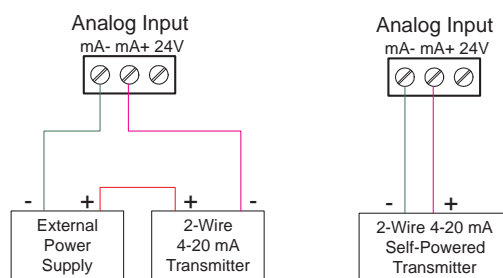 Analog Input
mA- mA+ 24V
- + + -
External
Power
Supply
2-Wire
4-20 mA
Transmitter
Analog Input
mA- mA+ 24V
- +
2-Wire 4-20 mA
Self-Powered
Transmitter